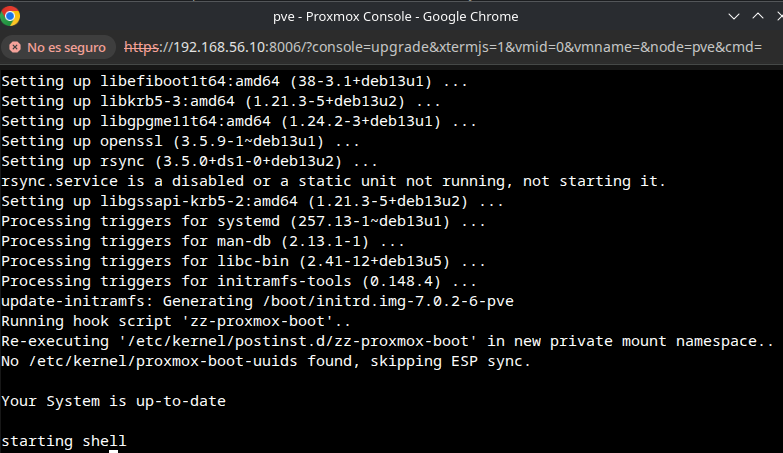 pve - Proxmox Console - Google Chrome
No es seguro https://192.168.56.10:8006/?console=upgrade&xtermjs=1&vmid=0&vmname=&node=pve&cmd=
Setting up libefiboot1t64:amd64 (38-3.1+deb13u1) ...
Setting up libkrb5-3:amd64 (1.21.3-5+deb13u2) ...
Setting up libgpgme11t64:amd64 (1.24.2-3+deb13u1) ...
Setting up openssl (3.5.9-1~deb13u1) ...
Setting up rsync (3.5.0+ds1-0+deb13u2) ...
rsync.service is a disabled or a static unit not running, not starting it.
Setting up libgssapi-krb5-2:amd64 (1.21.3-5+deb13u2) ...
Processing triggers for systemd (257.13-1~deb13u1) ...
Processing triggers for man-db (2.13.1-1) ...
Processing triggers for libc-bin (2.41-12+deb13u5) ...
Processing triggers for initramfs-tools (0.148.4) ...
update-initramfs: Generating /boot/initrd.img-7.0.2-6-pve
Running hook script 'zz-proxmox-boot'..
Re-executing '/etc/kernel/postinst.d/zz-proxmox-boot' in new private mount namespace..
No /etc/kernel/proxmox-boot-uuids found, skipping ESP sync.
Your System is up-to-date
starting shell